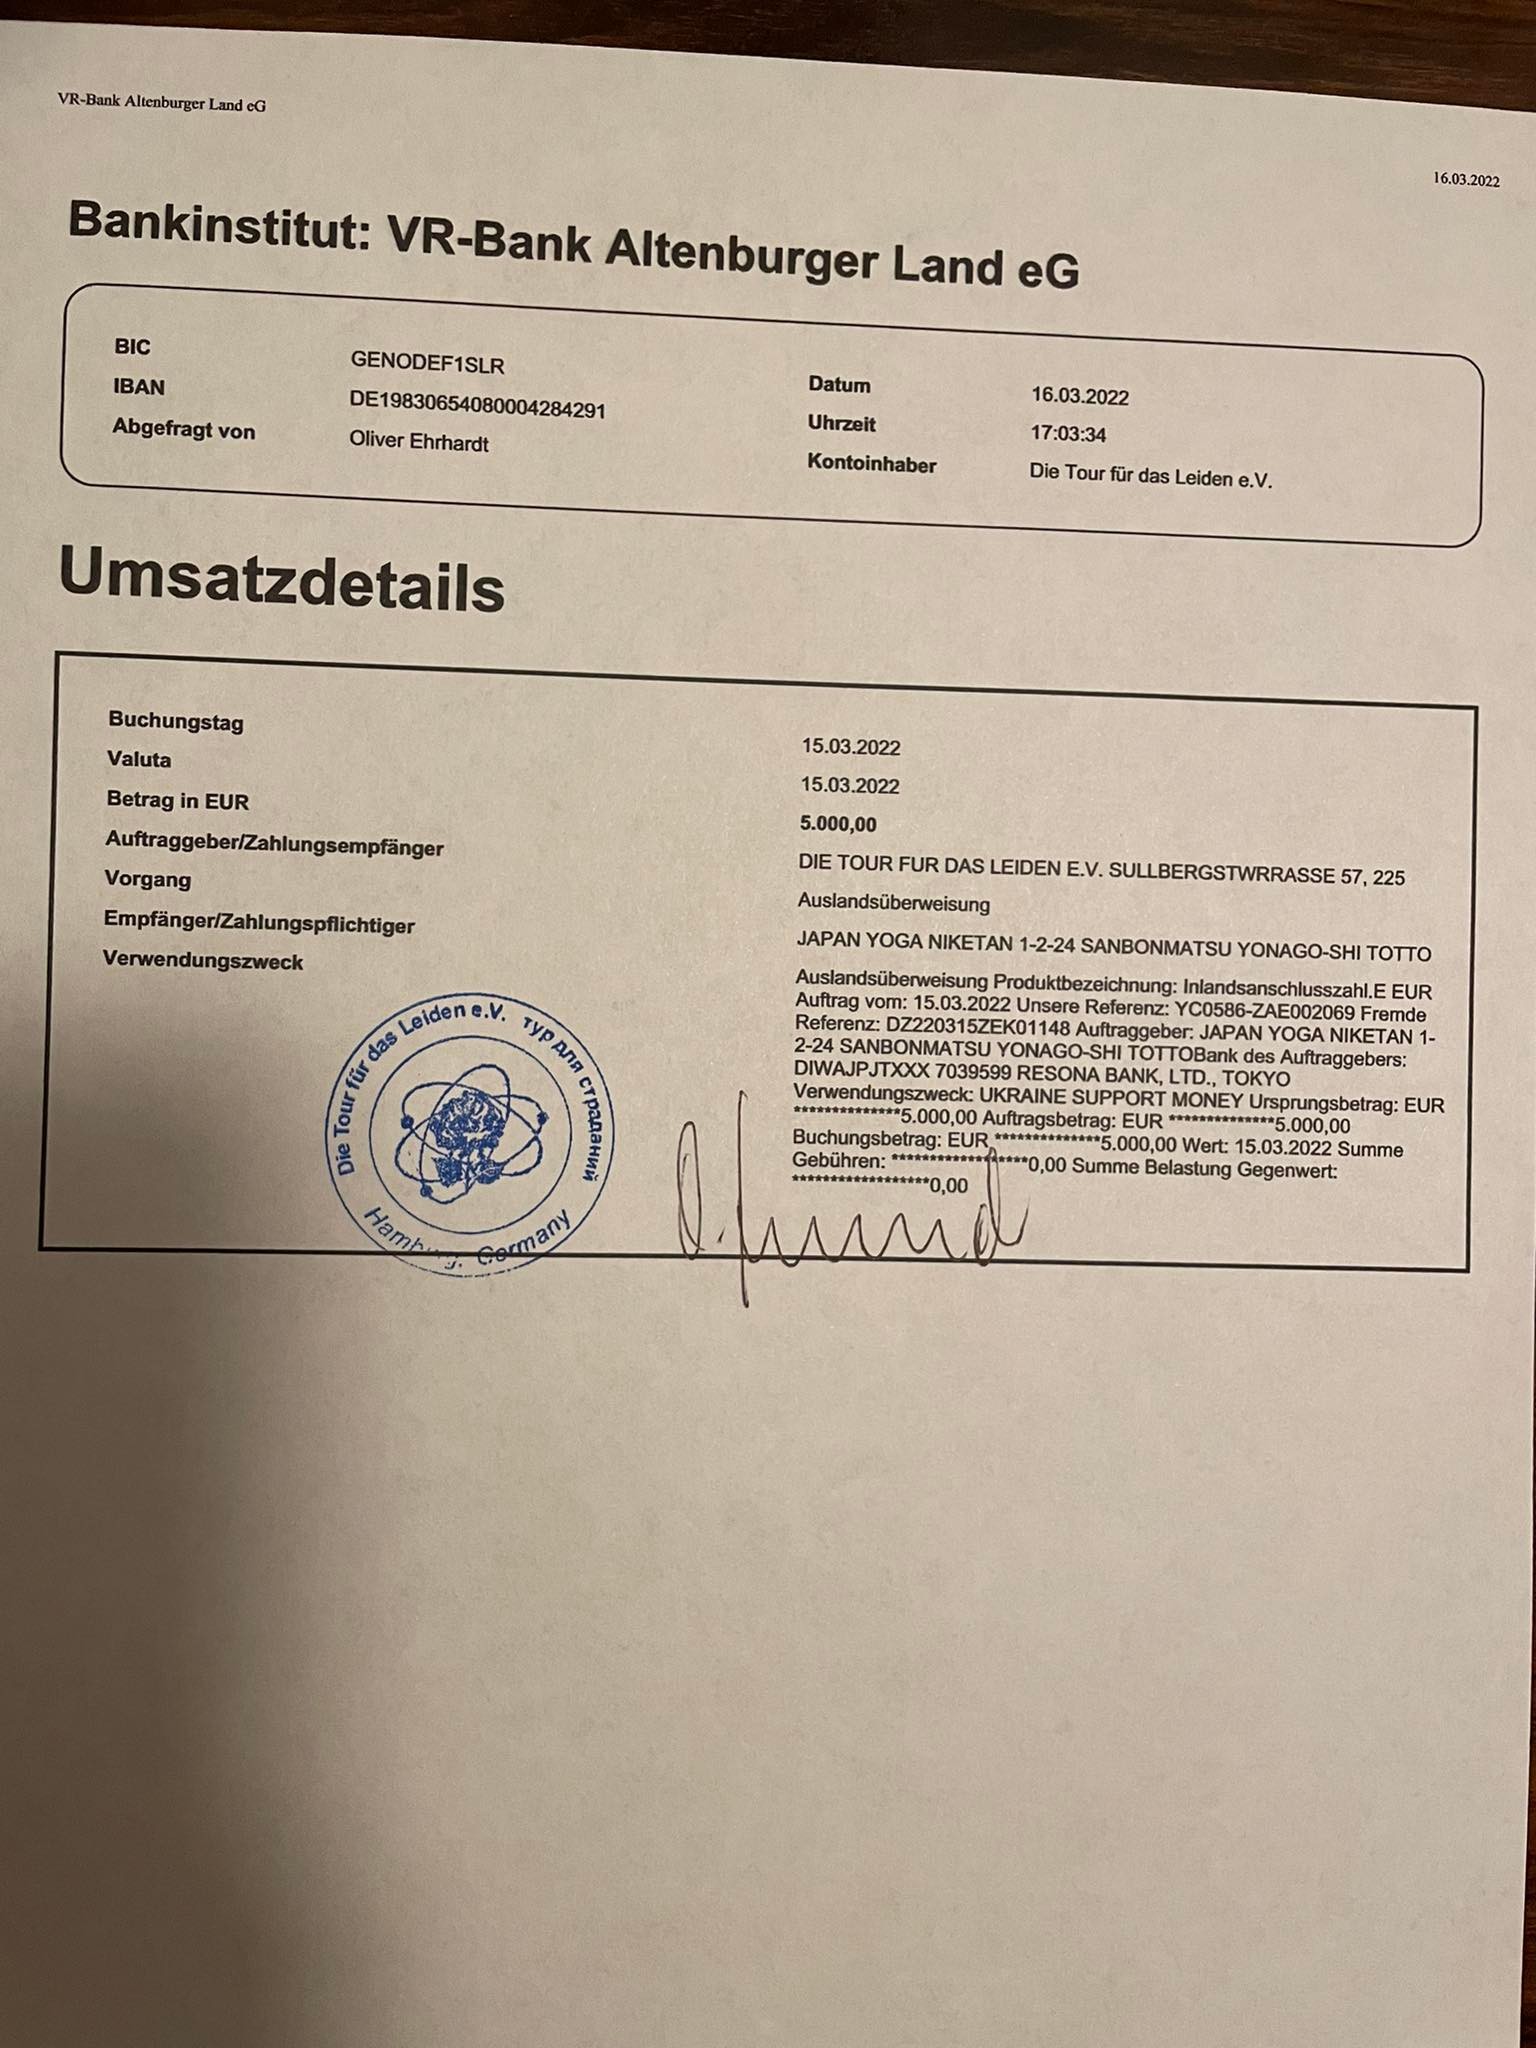 VR-Bank Altenburger Land eG
16.03.2022
Bankinstitut: VR-Bank Altenburger Land eG
BIC GENODEF1SLR
IBAN DE19830654080004284291
Abgefragt von Oliver Ehrhardt
Datum 16.03.2022
Uhrzeit 17:03:34
Kontoinhaber Die Tour für das Leiden e.V.
Umsatzdetails
Buchungstag 15.03.2022
Valuta 15.03.2022
Betrag in EUR 5.000,00
Auftraggeber/Zahlungsempfänger DIE TOUR FUR DAS LEIDEN E.V. SULLBERGSTWRRASSE 57, 225
Vorgang Auslandsüberweisung
Empfänger/Zahlungspflichtiger JAPAN YOGA NIKETAN 1-2-24 SANBONMATSU YONAGO-SHI TOTTO
Verwendungszweck Auslandsüberweisung Produktbezeichnung: Inlandsanschlusszahl.E EUR
Auftrag vom: 15.03.2022 Unsere Referenz: YC0586-ZAE002069 Fremde
Referenz: DZ220315ZEK01148 Auftraggeber: JAPAN YOGA NIKETAN 1-
2-24 SANBONMATSU YONAGO-SHI TOTTOBank des Auftraggebers:
DIWAJPJTXXX 7039599 RESONA BANK, LTD., TOKYO
Verwendungszweck: UKRAINE SUPPORT MONEY Ursprungsbetrag: EUR
**************5.000,00 Auftragsbetrag: EUR **************5.000,00
Buchungsbetrag: EUR **************5.000,00 Wert: 15.03.2022 Summe
Gebühren: ******************0,00 Summe Belastung Gegenwert:
******************0,00
Die Tour für das Leiden e.V. тур для страданий
Hamburg, Germany